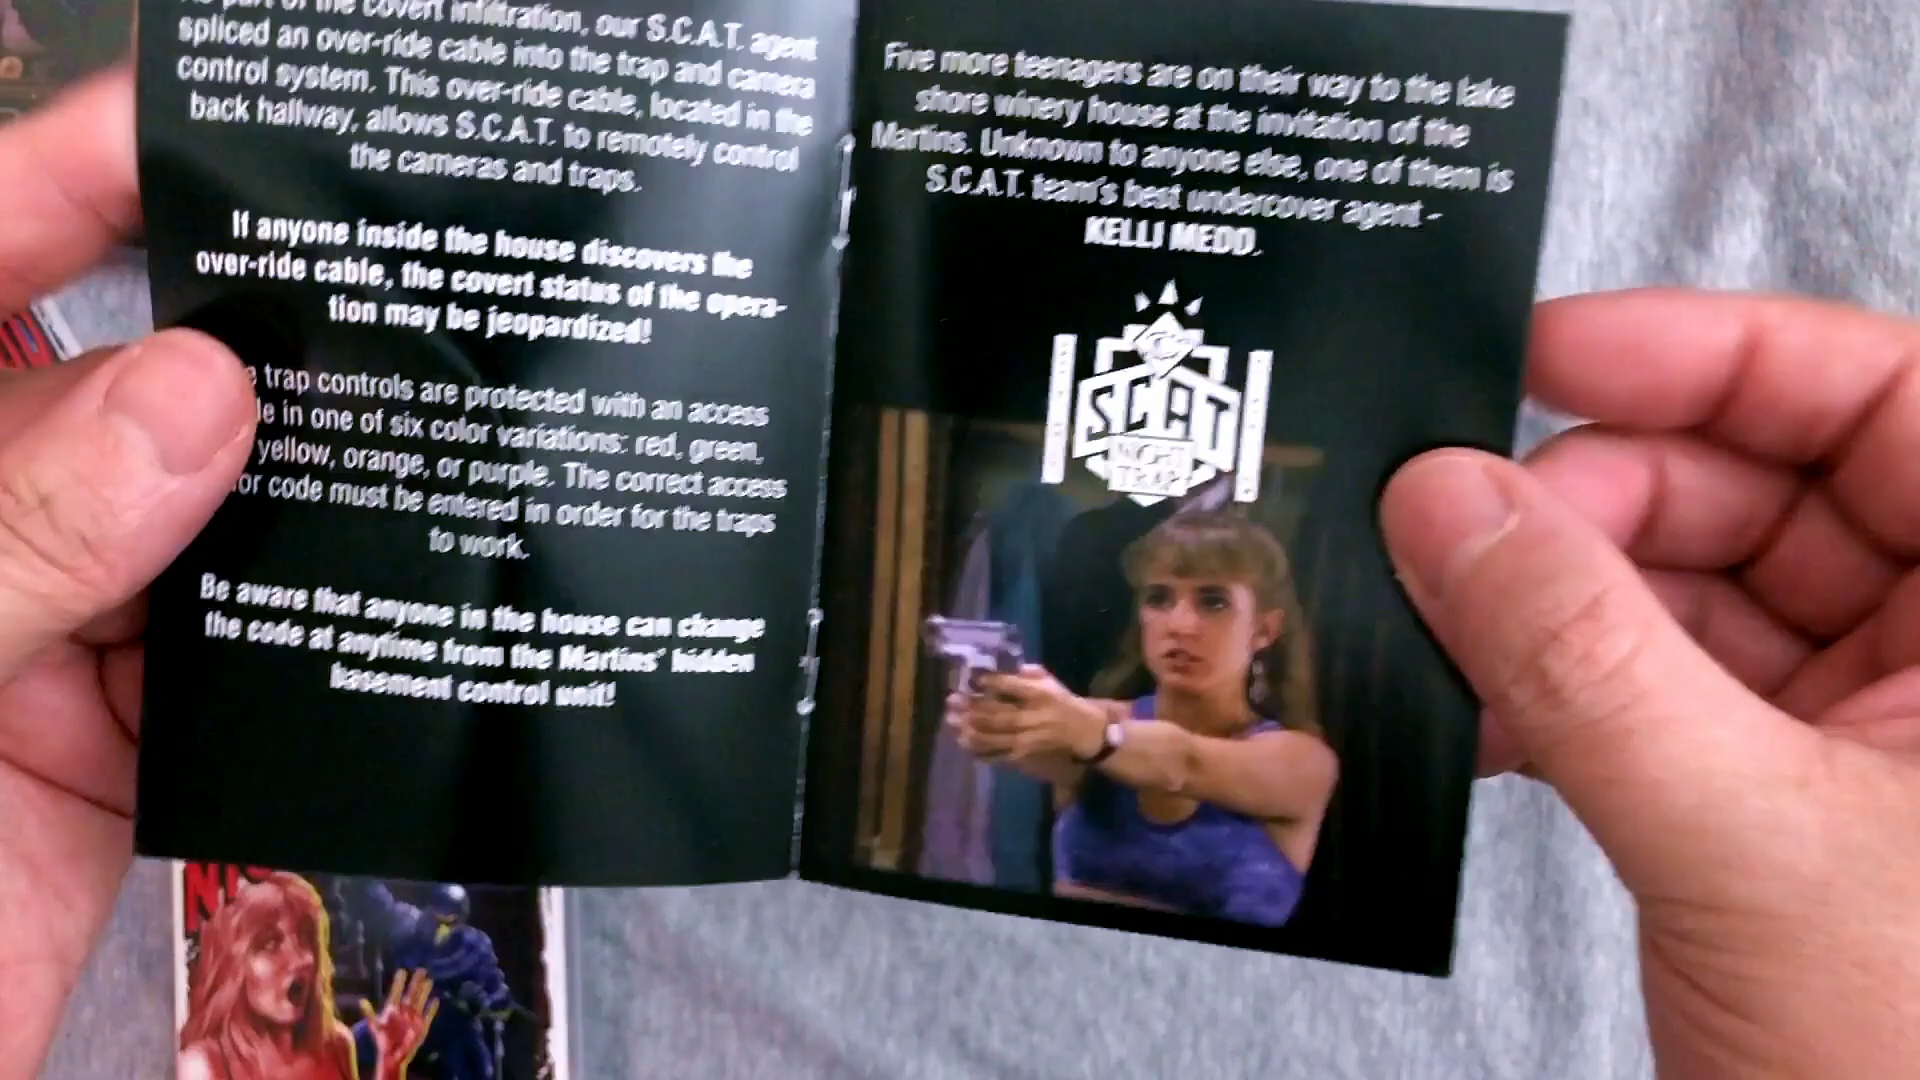 As part of the covert infiltration, our S.C.A.T. agent
spliced an over-ride cable into the trap and camera
control system. This over-ride cable, located in the
back hallway, allows S.C.A.T. to remotely control
the cameras and traps.
If anyone inside the house discovers the
over-ride cable, the covert status of the opera-
tion may be jeopardized!
trap controls are protected with an access
in one of six color variations: red, green,
yellow, orange, or purple. The correct access
code must be entered in order for the traps
to work.
Be aware that anyone in the house can change
the code at anytime from the Martins' hidden
basement control unit!
Five more teenagers are on their way to the lake
shore winery house at the invitation of the
Martins. Unknown to anyone else, one of them is
S.C.A.T. team's best undercover agent -
KELLI MEDD.
SCAT
NIGHT
TRAP